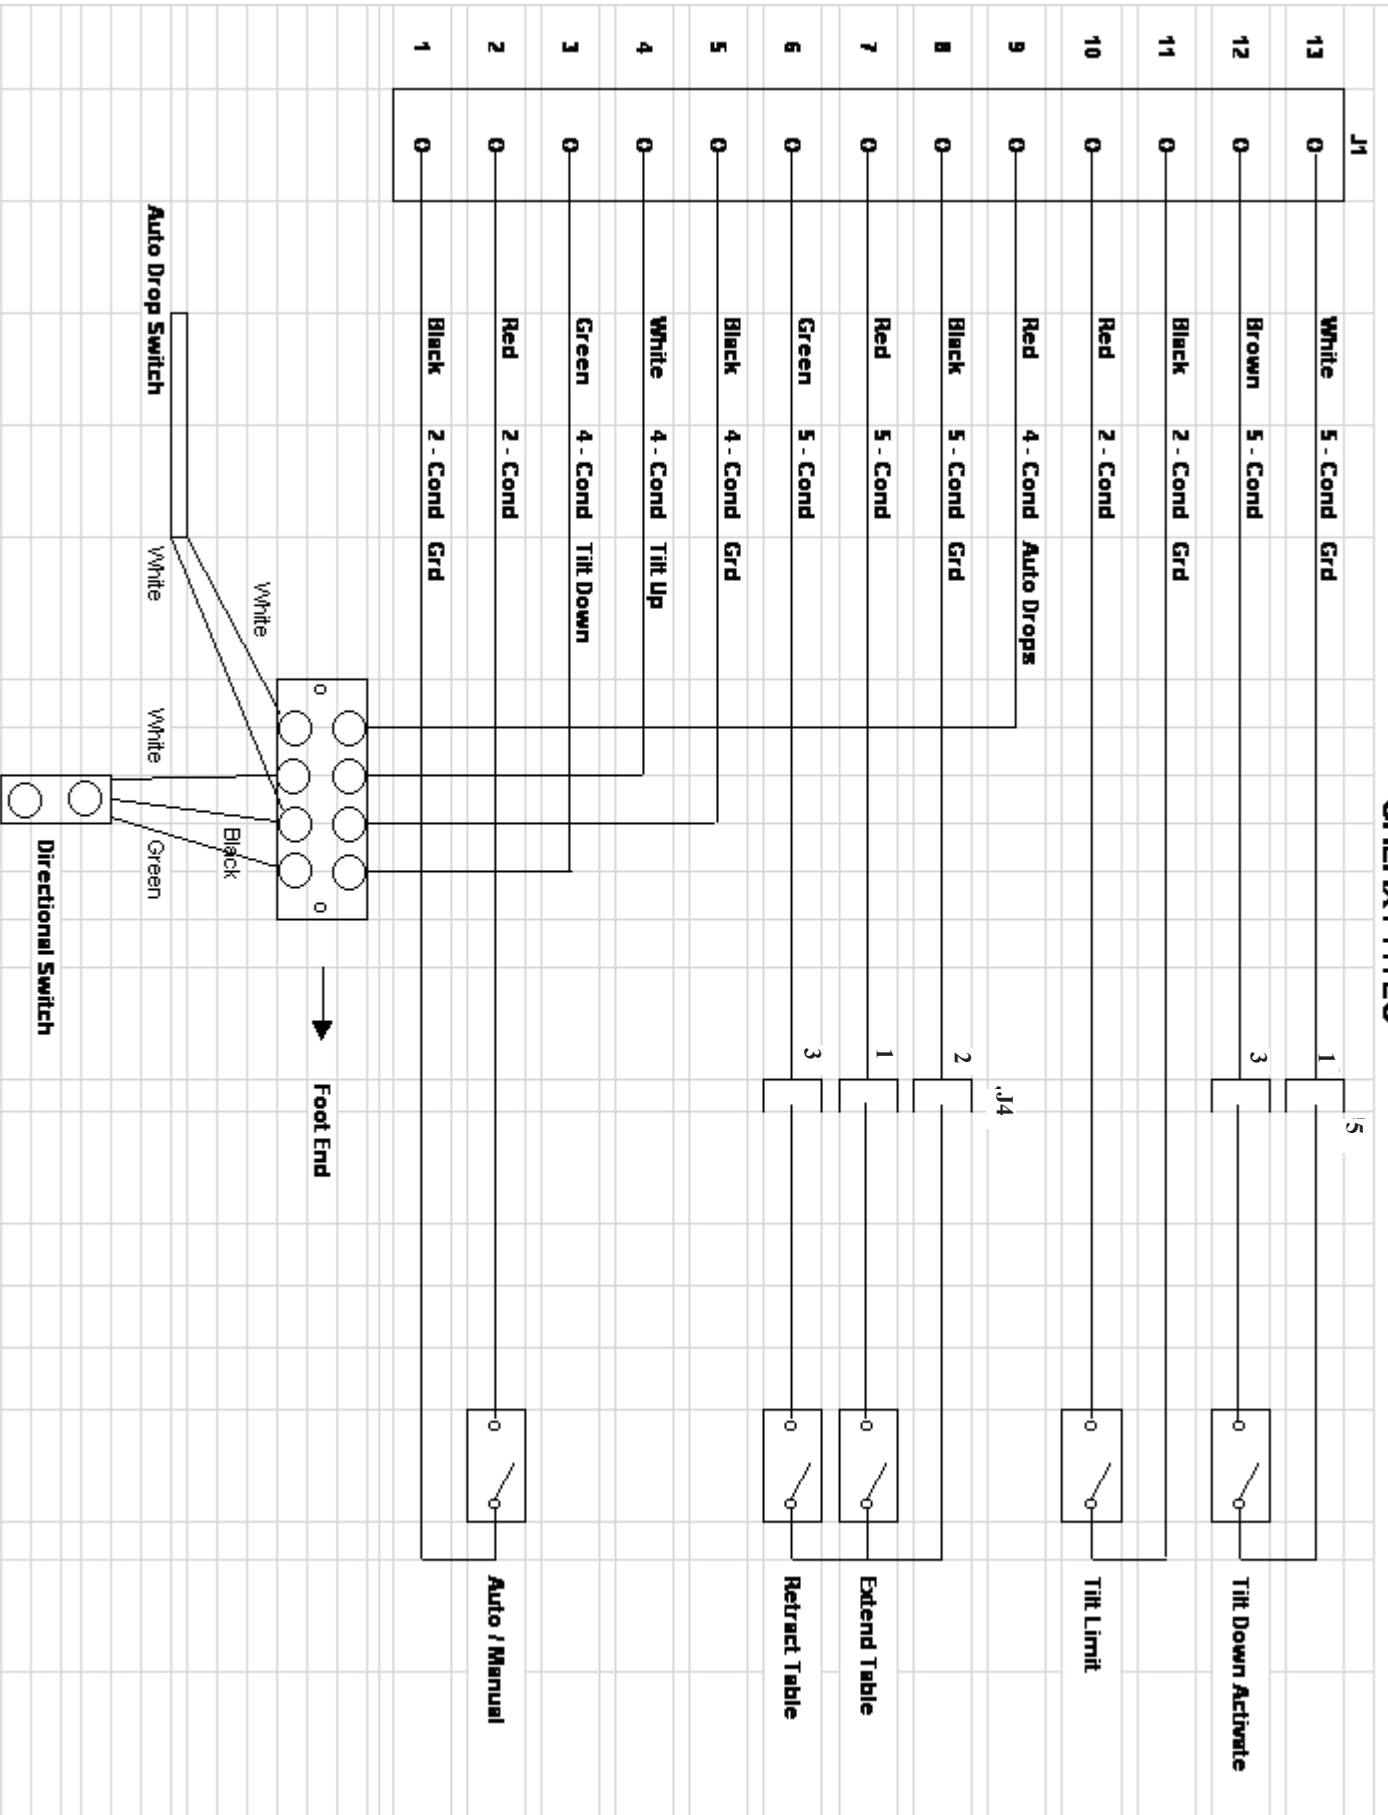 J1
13 White 5 - Cond Grd
12 Brown 5 - Cond
11 Black 2 - Cond Grd
10 Red 2 - Cond
9 Red 4 - Cond Auto Drops
8 Black 5 - Cond Grd
7 Red 5 - Cond
6 Green 5 - Cond
5 Black 4 - Cond Grd
4 White 4 - Cond Tilt Up
3 Green 4 - Cond Tilt Down
2 Red 2 - Cond
1 Black 2 - Cond Grd
1
5
3
2
J4
1
3
Tilt Down Activate
Tilt Limit
Extend Table
Retract Table
Auto / Manual
Auto Drop Switch
White
White
White
Black
Green
Directional Switch
Foot End